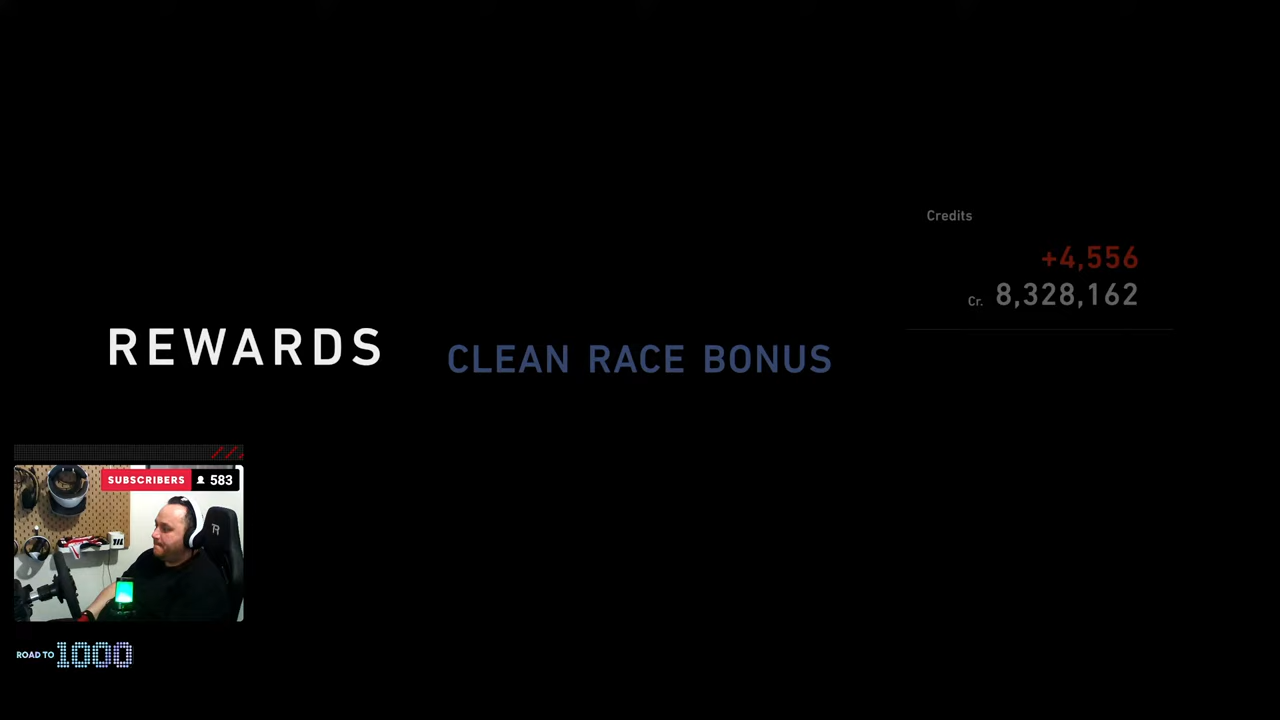 Credits
+4,556
Cr. 8,328,162
REWARDS
CLEAN RACE BONUS
SUBSCRIBERS 583
ROAD TO 1000